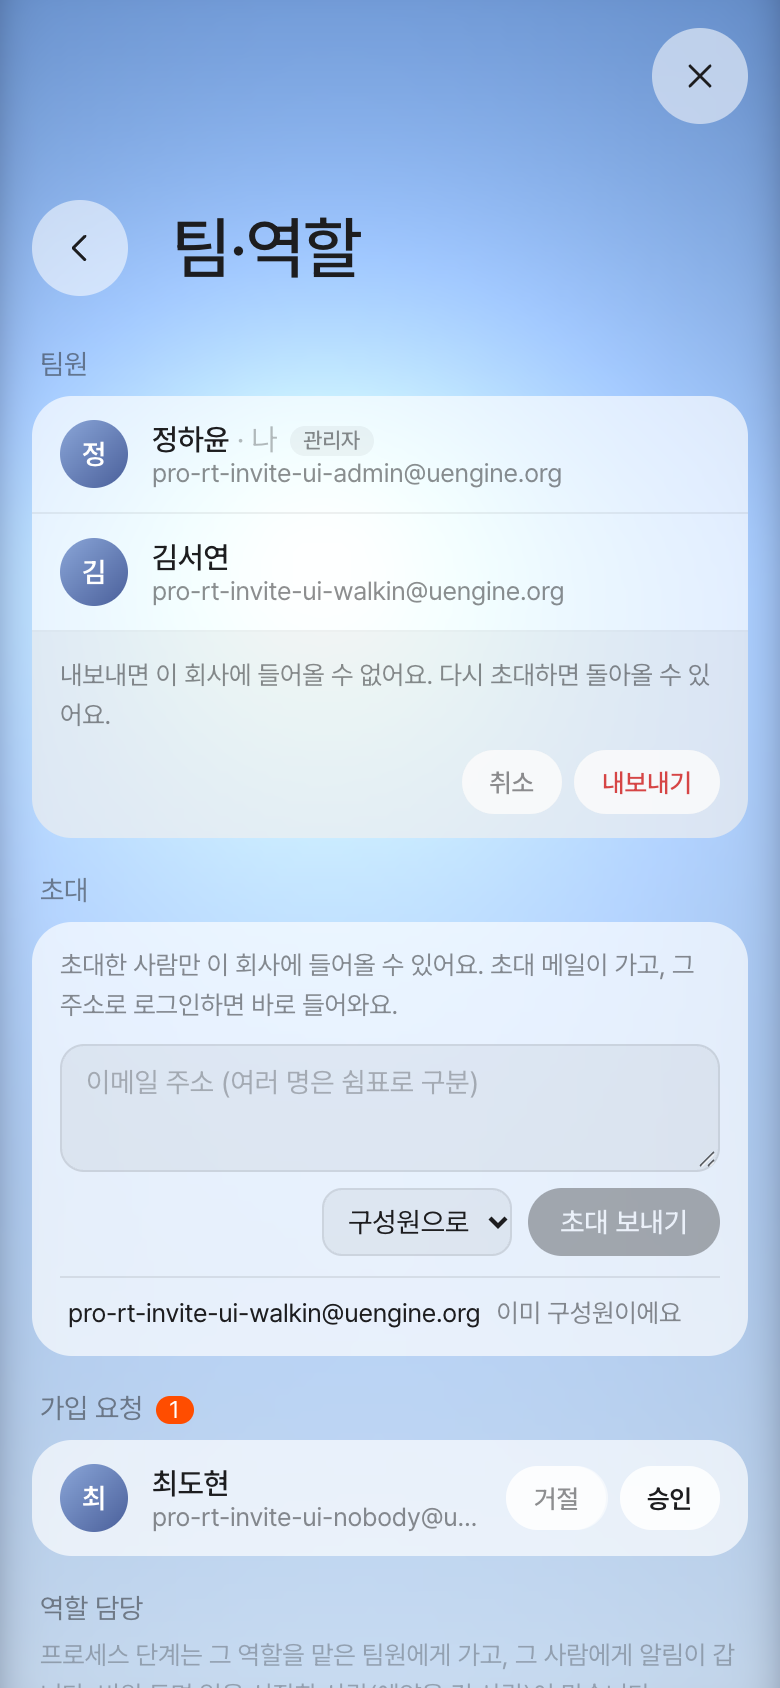 팀·역할
팀원
정
정하윤 · 나 관리자
pro-rt-invite-ui-admin@uengine.org
김
김서연
pro-rt-invite-ui-walkin@uengine.org
내보내면 이 회사에 들어올 수 없어요. 다시 초대하면 돌아올 수 있
어요.
취소 내보내기
초대
초대한 사람만 이 회사에 들어올 수 있어요. 초대 메일이 가고, 그
주소로 로그인하면 바로 들어와요.
이메일 주소 (여러 명은 쉼표로 구분)
구성원으로 초대 보내기
pro-rt-invite-ui-walkin@uengine.org 이미 구성원이에요
가입 요청 1
최
최도현
pro-rt-invite-ui-nobody@u...
거절 승인
역할 담당
프로세스 단계는 그 역할을 맡은 팀원에게 가고, 그 사람에게 알림이 갑